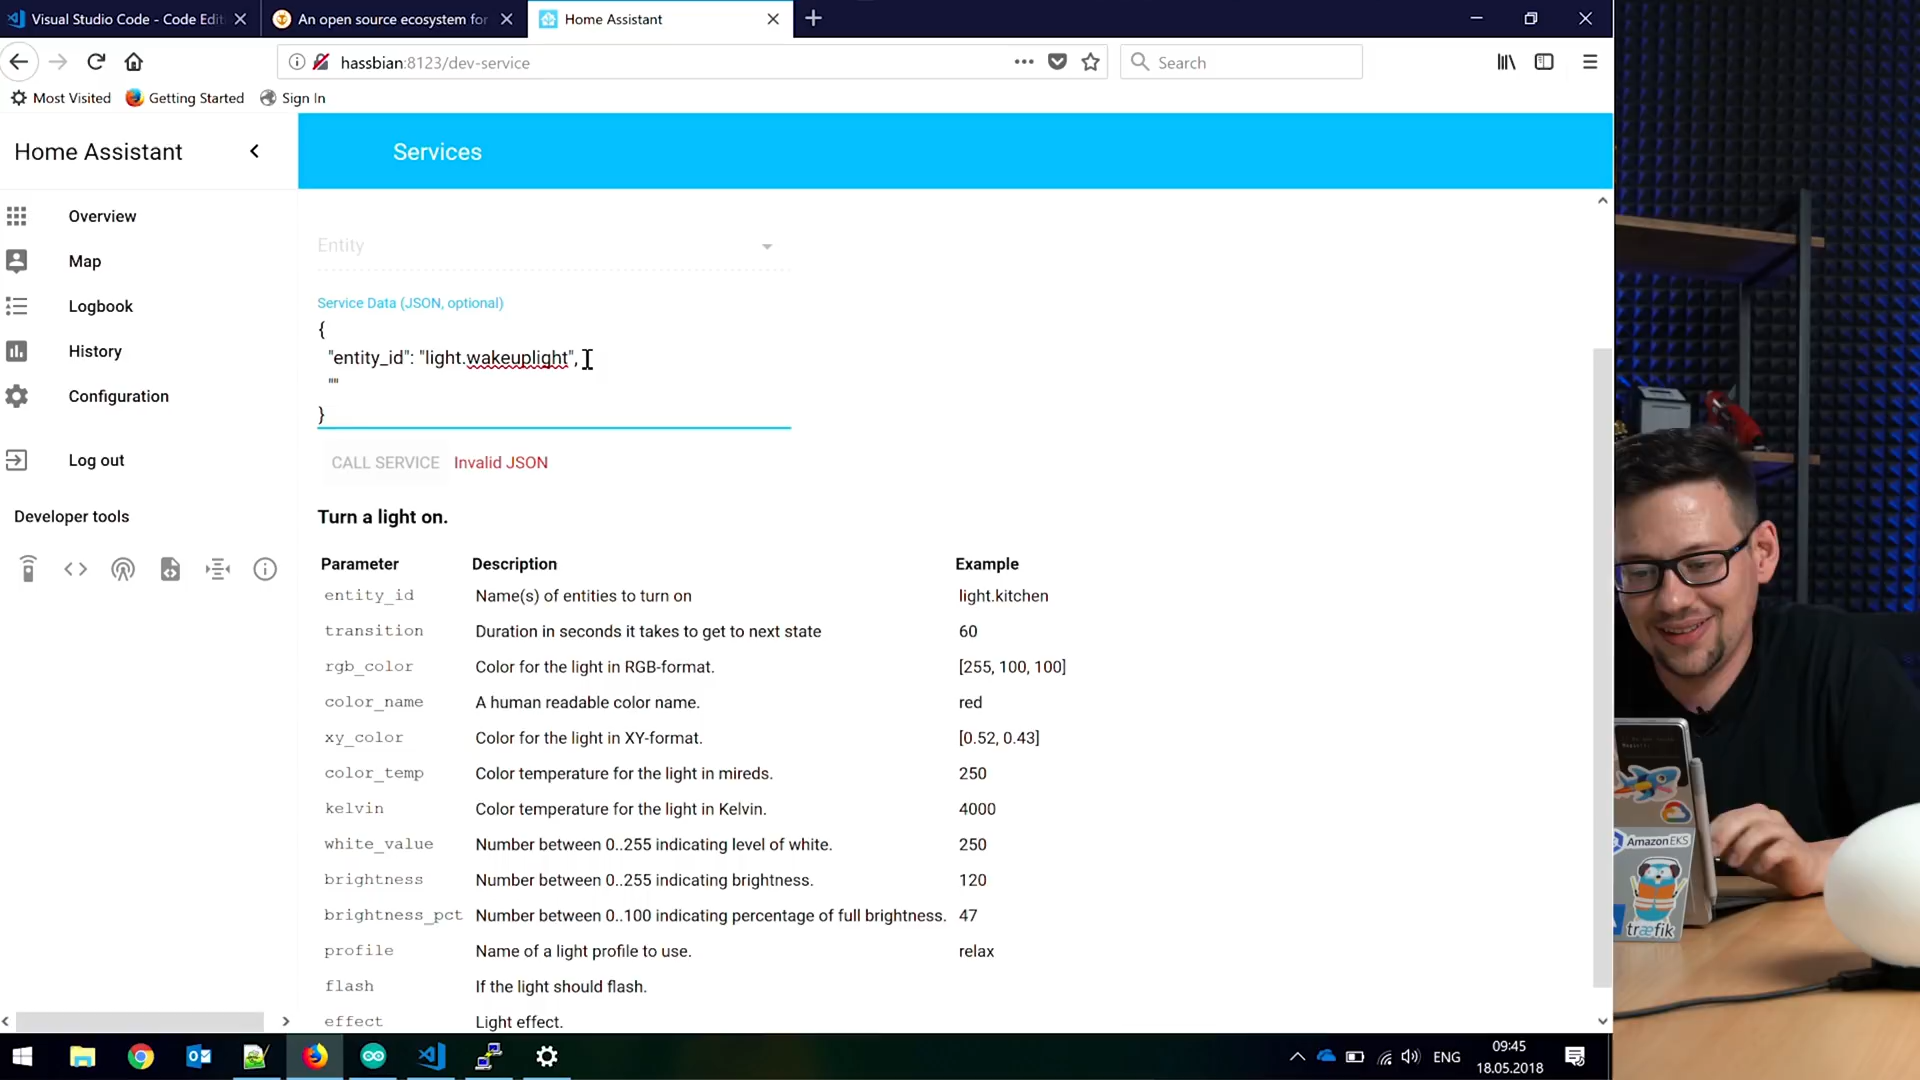 Visual Studio Code - Code Edi
An open source ecosystem for
Home Assistant
hassbian:8123/dev-service
Search
Most Visited
Getting Started
Sign In
Home Assistant
Services
Overview
Map
Logbook
History
Configuration
Log out
Developer tools
Entity
Service Data (JSON, optional)
{
"entity_id": "light.wakeuplight",
""
}
CALL SERVICE
Invalid JSON
Turn a light on.
Parameter Description Example
entity_id Name(s) of entities to turn on light.kitchen
transition Duration in seconds it takes to get to next state 60
rgb_color Color for the light in RGB-format. [255, 100, 100]
color_name A human readable color name. red
xy_color Color for the light in XY-format. [0.52, 0.43]
color_temp Color temperature for the light in mireds. 250
kelvin Color temperature for the light in Kelvin. 4000
white_value Number between 0..255 indicating level of white. 250
brightness Number between 0..255 indicating brightness. 120
brightness_pct Number between 0..100 indicating percentage of full brightness. 47
profile Name of a light profile to use. relax
flash If the light should flash.
effect Light effect.
Amazon EKS
træfik
ENG
09:45
18.05.2018